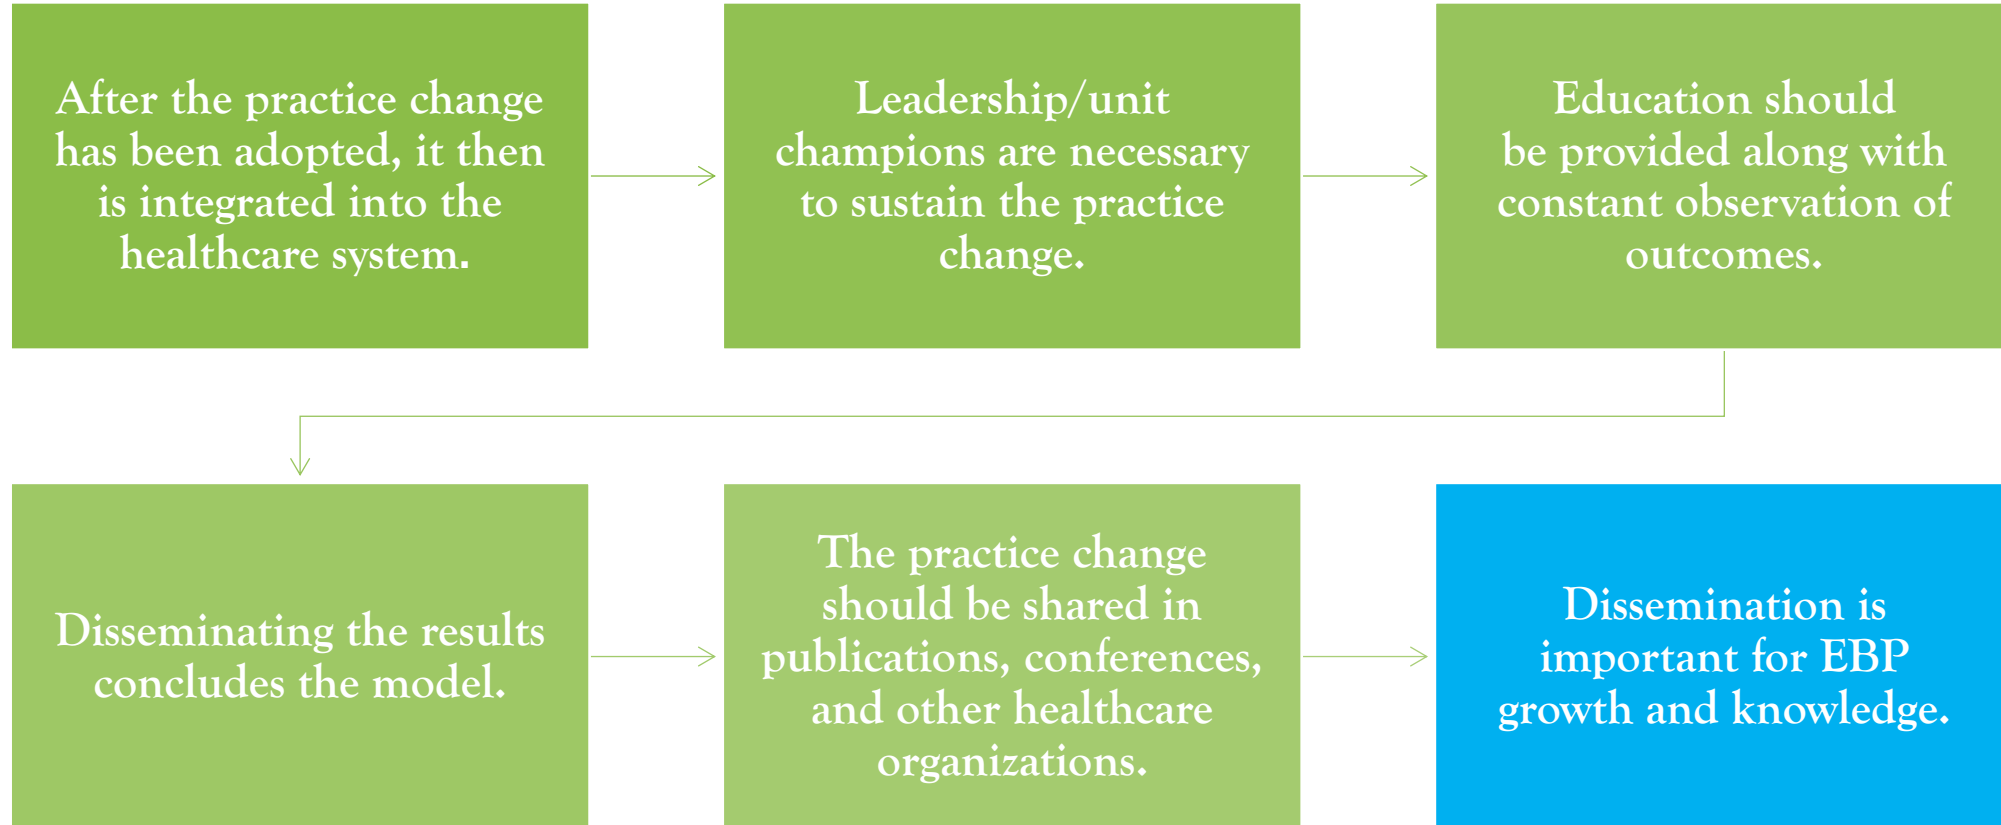 After the practice change
has been adopted, it then
is integrated into the
healthcare system.
Leadership/unit
champions are necessary
to sustain the practice
change.
Education should
be provided along with
constant observation of
outcomes.
Disseminating the results
concludes the model.
The practice change
should be shared in
publications, conferences,
and other healthcare
organizations.
Dissemination is
important for EBP
growth and knowledge.